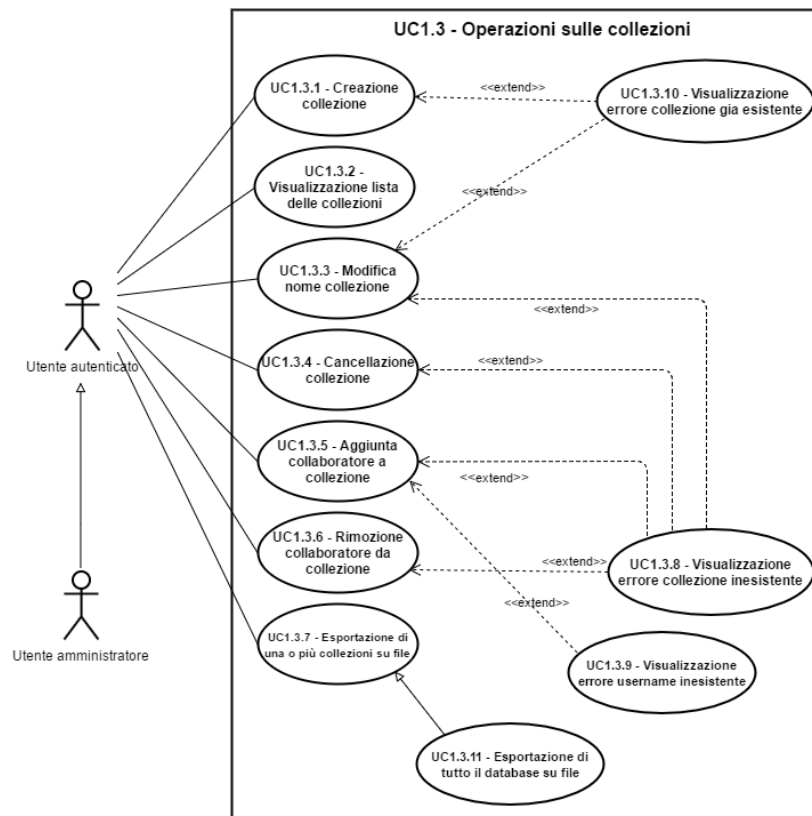 UC1.3 - Operazioni sulle collezioni
UC1.3.1 - Creazione
collezione
<<extend>>
UC1.3.10 - Visualizzazione
errore collezione gia esistente
UC1.3.2 -
Visualizzazione lista
delle collezioni
<<extend>>
UC1.3.3 - Modifica
nome collezione
<<extend>>
Utente autenticato
UC1.3.4 - Cancellazione
collezione
<<extend>>
UC1.3.5 - Aggiunta
collaboratore a
collezione
<<extend>>
UC1.3.6 - Rimozione
collaboratore da
collezione
<<extend>>
UC1.3.8 - Visualizzazione
errore collezione inesistente
<<extend>>
Utente amministratore
UC1.3.7 - Esportazione di
una o più collezioni su file
UC1.3.9 - Visualizzazione
errore username inesistente
UC1.3.11 - Esportazione di
tutto il database su file